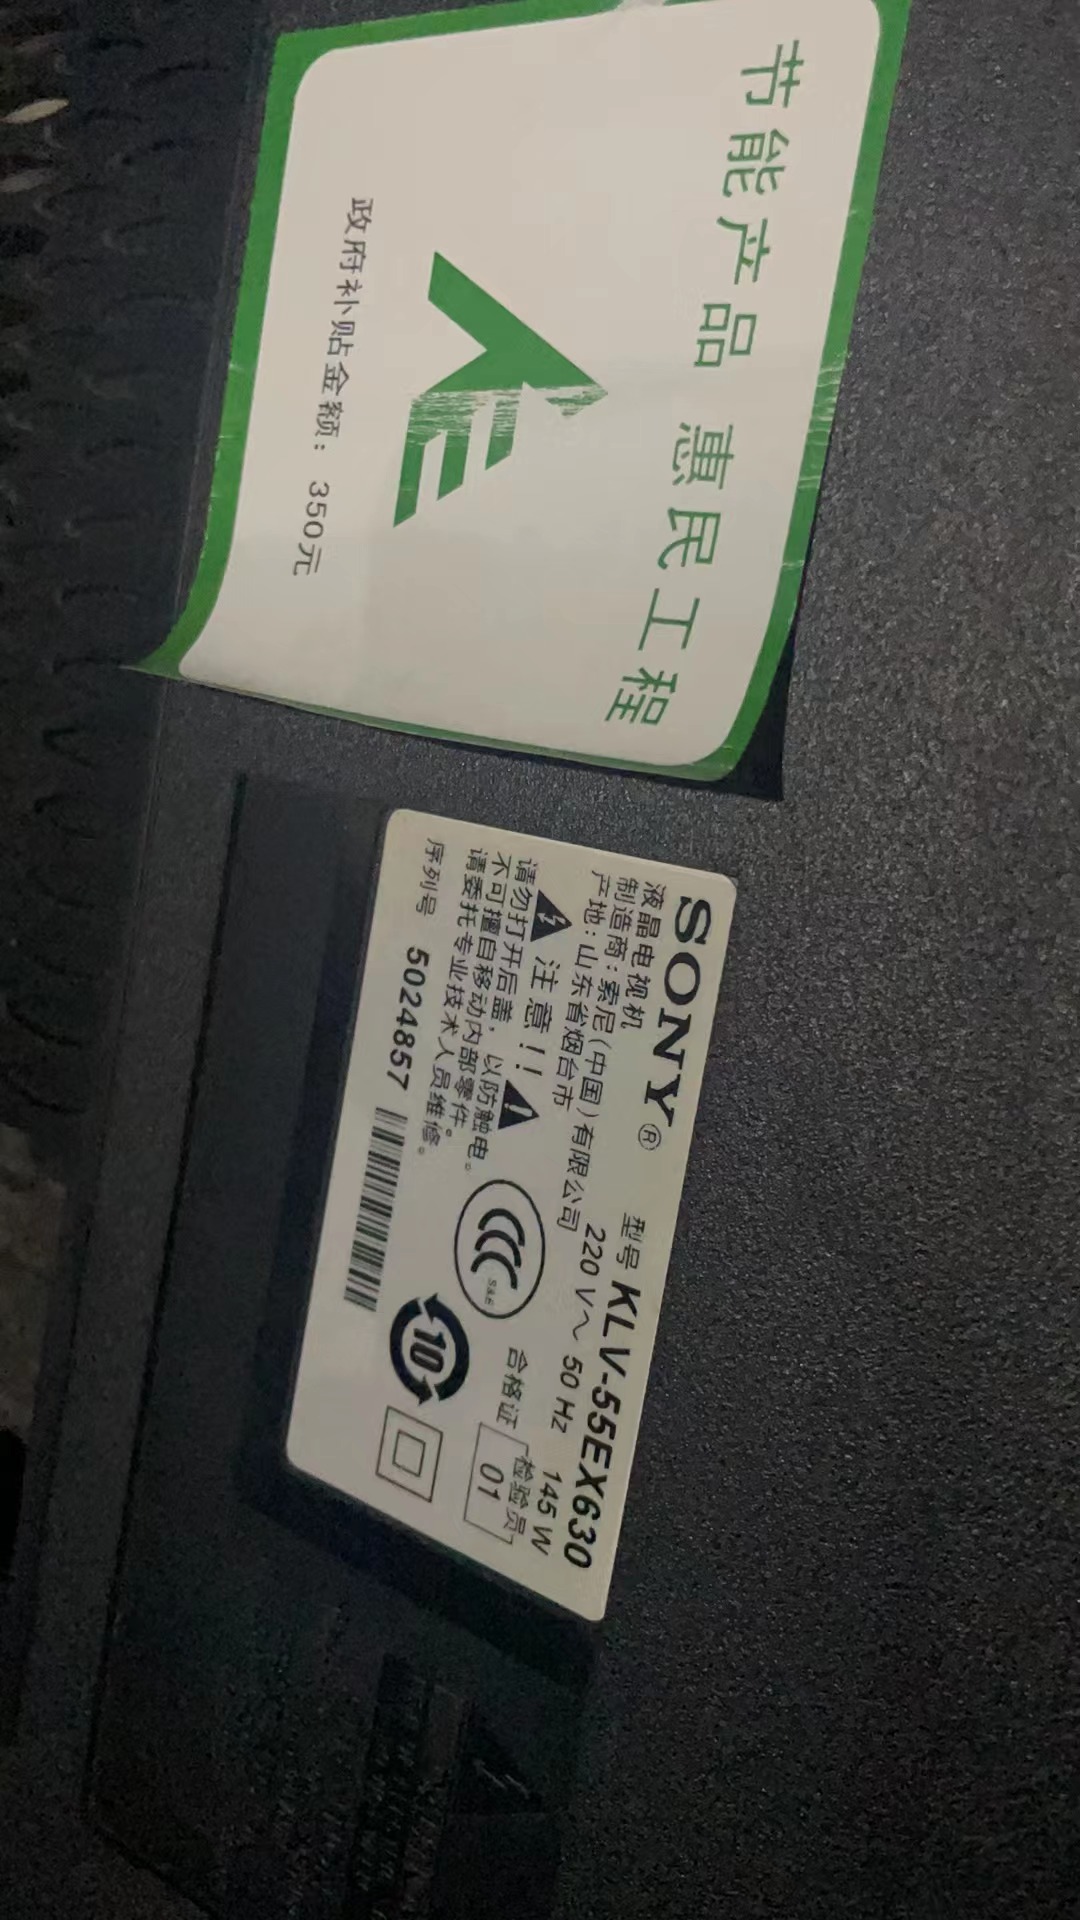 节能产品 惠民工程
政府补贴金额：350元
SONY®
型号 KLV-55EX630
液晶电视机
220 V～ 50 Hz 145 W
制造商：索尼(中国)有限公司
产地：山东省烟台市
注意！!
请勿打开后盖，以防触电。
不可擅自移动内部零件。
请委托专业技术人员维修。
序列号 5024857
CCC
S&E
10
合格证
检验员
01